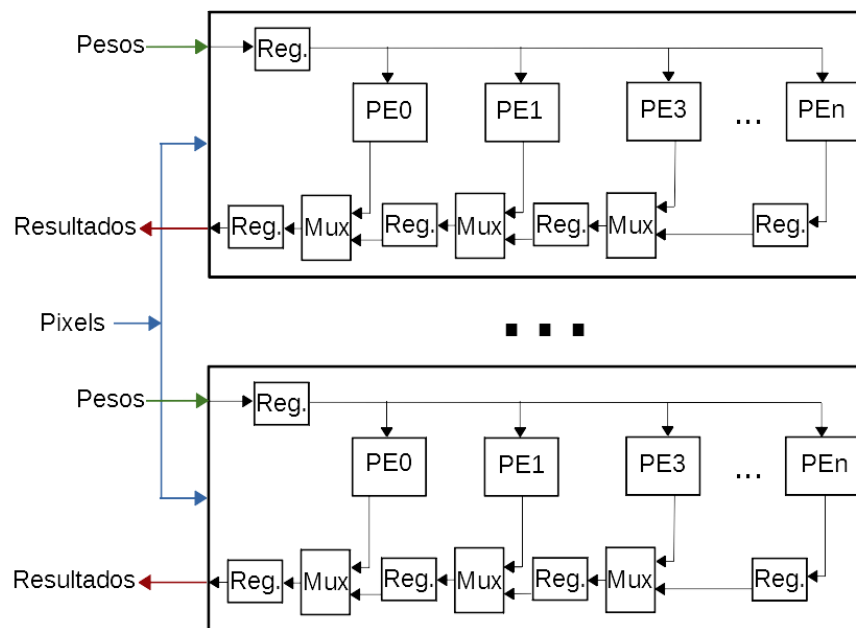 Pesos
Reg.
PE0 PE1 PE3 ... PEn
Resultados
Reg. Mux Reg. Mux Reg. Mux Reg.
Pixels
...
Pesos
Reg.
PE0 PE1 PE3 ... PEn
Resultados
Reg. Mux Reg. Mux Reg. Mux Reg.